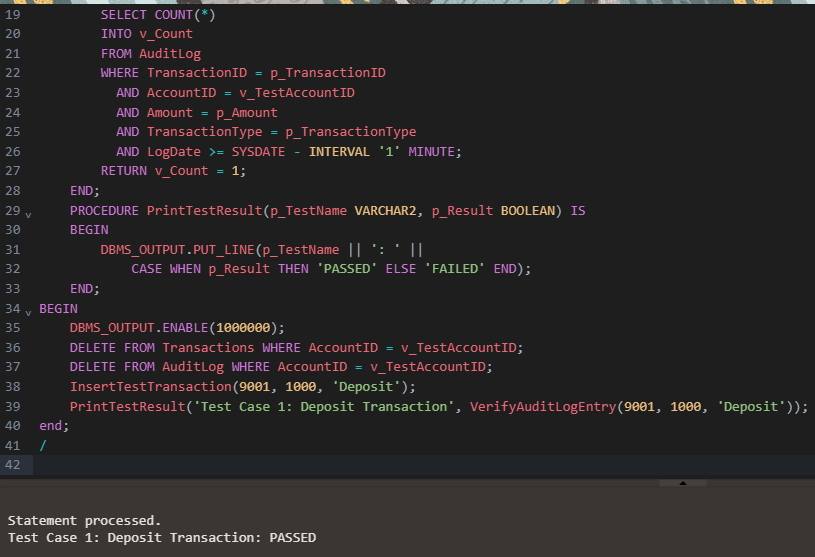 19 SELECT COUNT(*)
20 INTO v_Count
21 FROM AuditLog
22 WHERE TransactionID = p_TransactionID
23 AND AccountID = v_TestAccountID
24 AND Amount = p_Amount
25 AND TransactionType = p_TransactionType
26 AND LogDate >= SYSDATE - INTERVAL '1' MINUTE;
27 RETURN v_Count = 1;
28 END;
29 PROCEDURE PrintTestResult(p_TestName VARCHAR2, p_Result BOOLEAN) IS
30 BEGIN
31 DBMS_OUTPUT.PUT_LINE(p_TestName || ': ' ||
32 CASE WHEN p_Result THEN 'PASSED' ELSE 'FAILED' END);
33 END;
34 BEGIN
35 DBMS_OUTPUT.ENABLE(1000000);
36 DELETE FROM Transactions WHERE AccountID = v_TestAccountID;
37 DELETE FROM AuditLog WHERE AccountID = v_TestAccountID;
38 InsertTestTransaction(9001, 1000, 'Deposit');
39 PrintTestResult('Test Case 1: Deposit Transaction', VerifyAuditLogEntry(9001, 1000, 'Deposit'));
40 end;
41 /
42
Statement processed.
Test Case 1: Deposit Transaction: PASSED